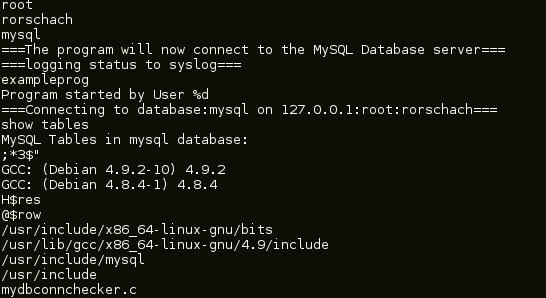 root
rorschach
mysql
===The program will now connect to the MySQL Database server===
===logging status to syslog===
exampleprog
Program started by User %d
===Connecting to database:mysql on 127.0.0.1:root:rorschach===
show tables
MySQL Tables in mysql database:
;*3$"
GCC: (Debian 4.9.2-10) 4.9.2
GCC: (Debian 4.8.4-1) 4.8.4
H$res
@$row
/usr/include/x86_64-linux-gnu/bits
/usr/lib/gcc/x86_64-linux-gnu/4.9/include
/usr/include/mysql
/usr/include
mydbconnchecker.c